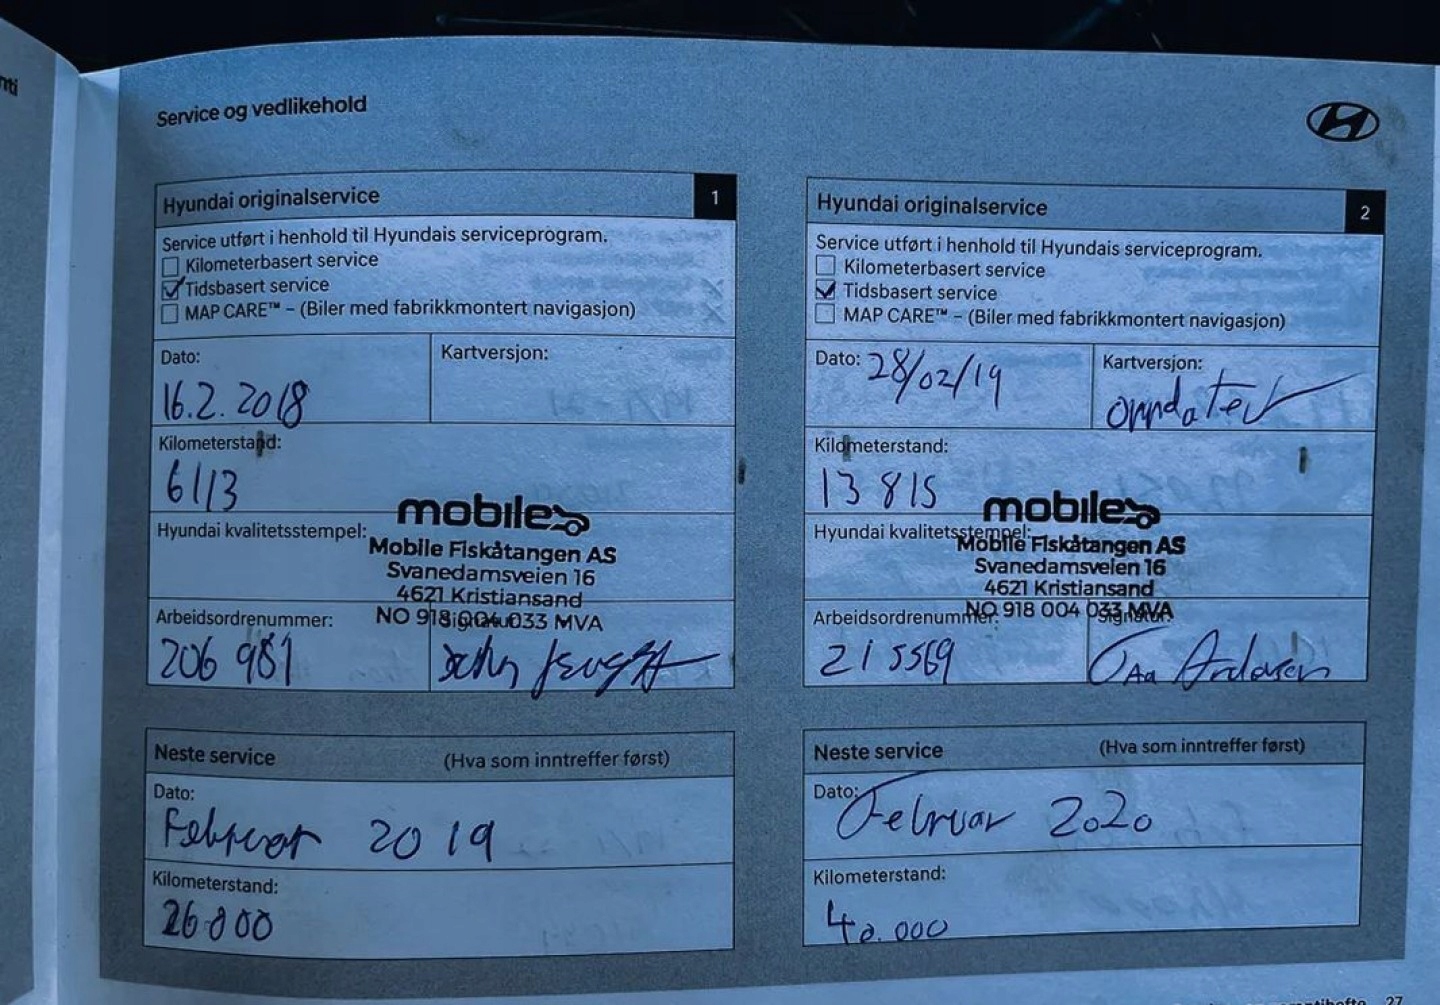 nti
Service og vedlikehold
Hyundai originalservice 1
Service utført i henhold til Hyundais serviceprogram.
Kilometerbasert service
Tidsbasert service
MAP CARE™ – (Biler med fabrikkmontert navigasjon)
Dato: Kartversjon:
16.2.2018
Kilometerstand:
6113
mobile
Hyundai kvalitetsstempel:
Mobile Fiskåtangen AS
Svanedamsveien 16
4621 Kristiansand
NO 918 004 033 MVA
Arbeidsordrenummer: Signatur:
206 981
Neste service (Hva som inntreffer først)
Dato:
Februar 2019
Kilometerstand:
26000
Hyundai originalservice 2
Service utført i henhold til Hyundais serviceprogram.
Kilometerbasert service
Tidsbasert service
MAP CARE™ – (Biler med fabrikkmontert navigasjon)
Dato: 28/02/19 Kartversjon:
Kilometerstand:
13 815
mobile
Hyundai kvalitetsstempel:
Mobile Fiskåtangen AS
Svanedamsveien 16
4621 Kristiansand
NO 918 004 033 MVA
Arbeidsordrenummer: Signatur:
215569
Neste service (Hva som inntreffer først)
Dato: Februar 2020
Kilometerstand:
40.000
27